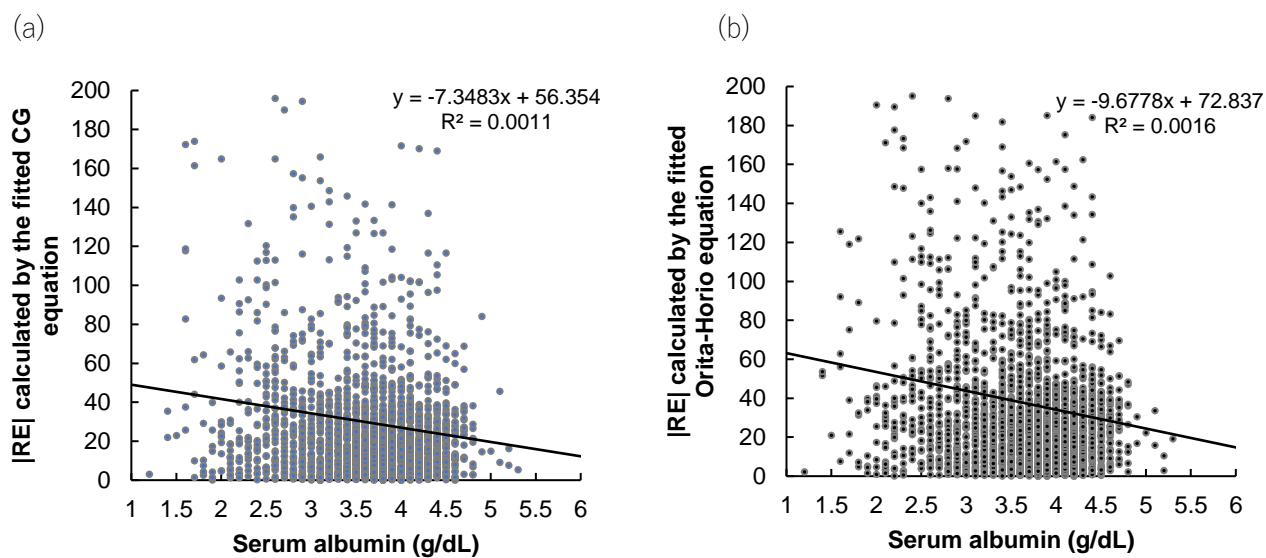 (a)
|RE| calculated by the fitted CG
equation
200
180
160
140
120
100
80
60
40
20
0
y = -7.3483x + 56.354
R² = 0.0011
1 1.5 2 2.5 3 3.5 4 4.5 5 5.5 6
Serum albumin (g/dL)
(b)
|RE| calculated by the fitted
Orita-Horio equation
200
180
160
140
120
100
80
60
40
20
0
y = -9.6778x + 72.837
R² = 0.0016
1 1.5 2 2.5 3 3.5 4 4.5 5 5.5 6
Serum albumin (g/dL)